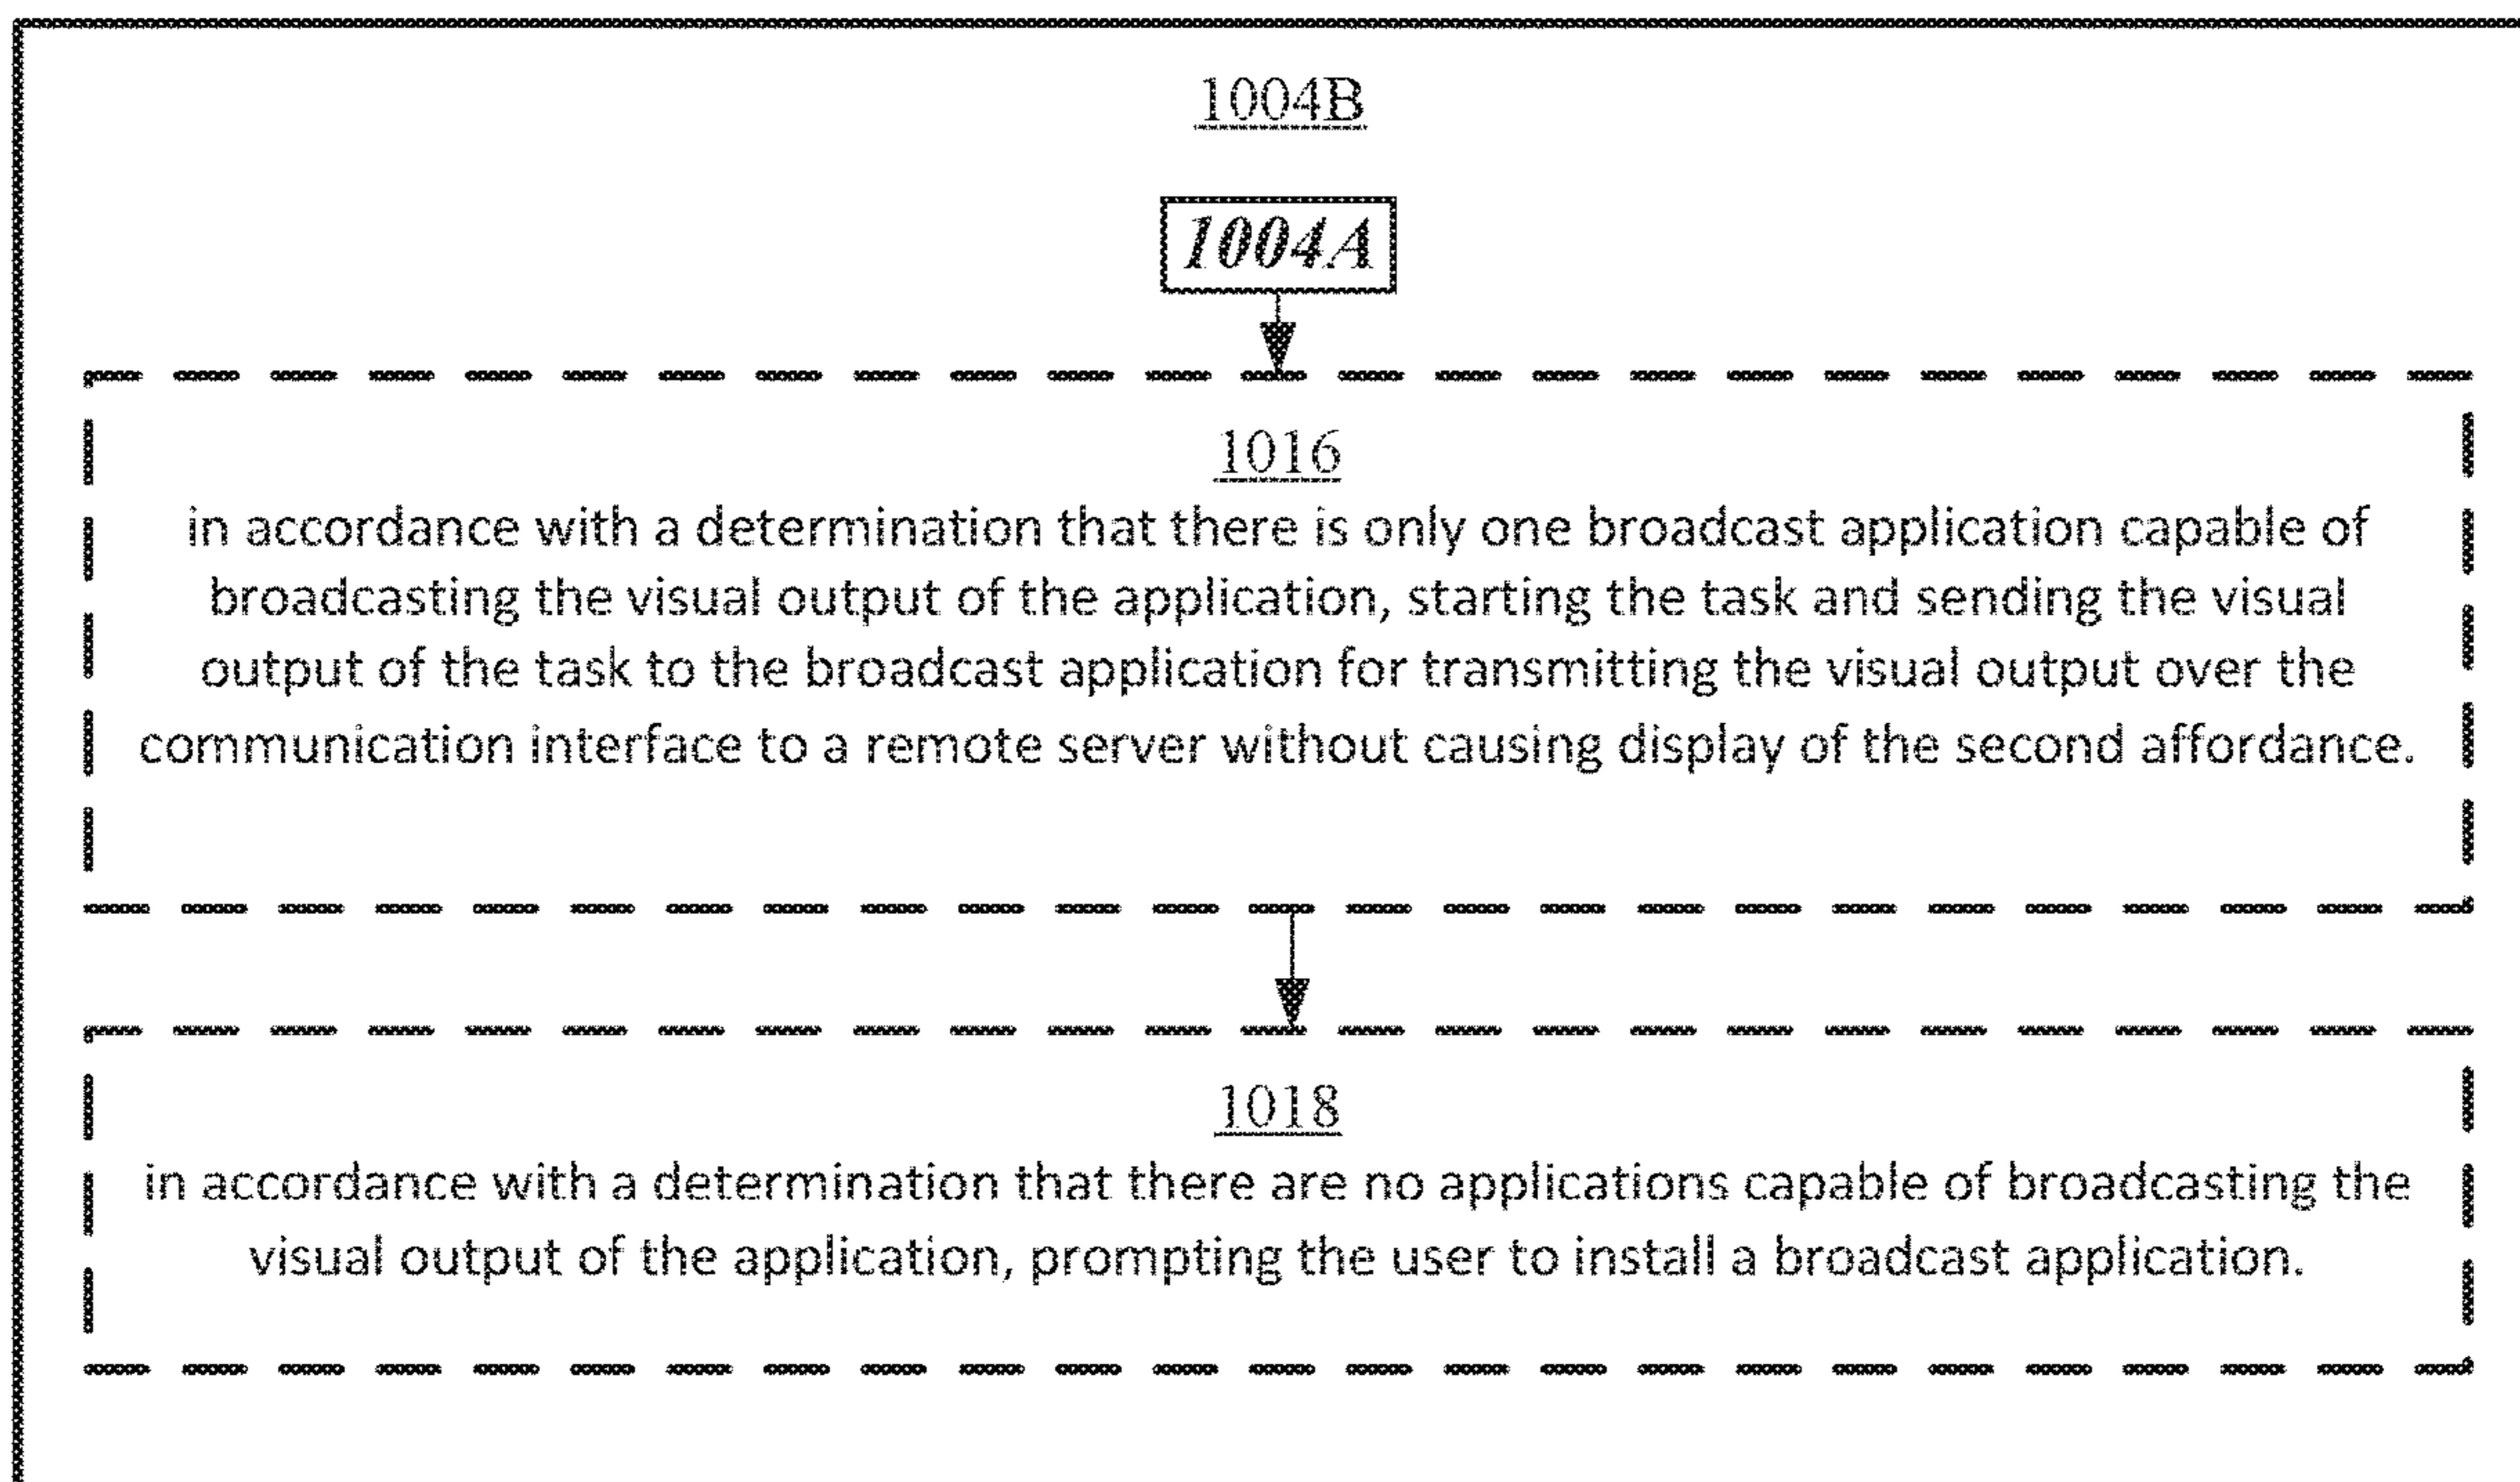 1004B
1004A
1016
in accordance with a determination that there is only one broadcast application capable of
broadcasting the visual output of the application, starting the task and sending the visual
output of the task to the broadcast application for transmitting the visual output over the
communication interface to a remote server without causing display of the second affordance.
1018
in accordance with a determination that there are no applications capable of broadcasting the
visual output of the application, prompting the user to install a broadcast application.